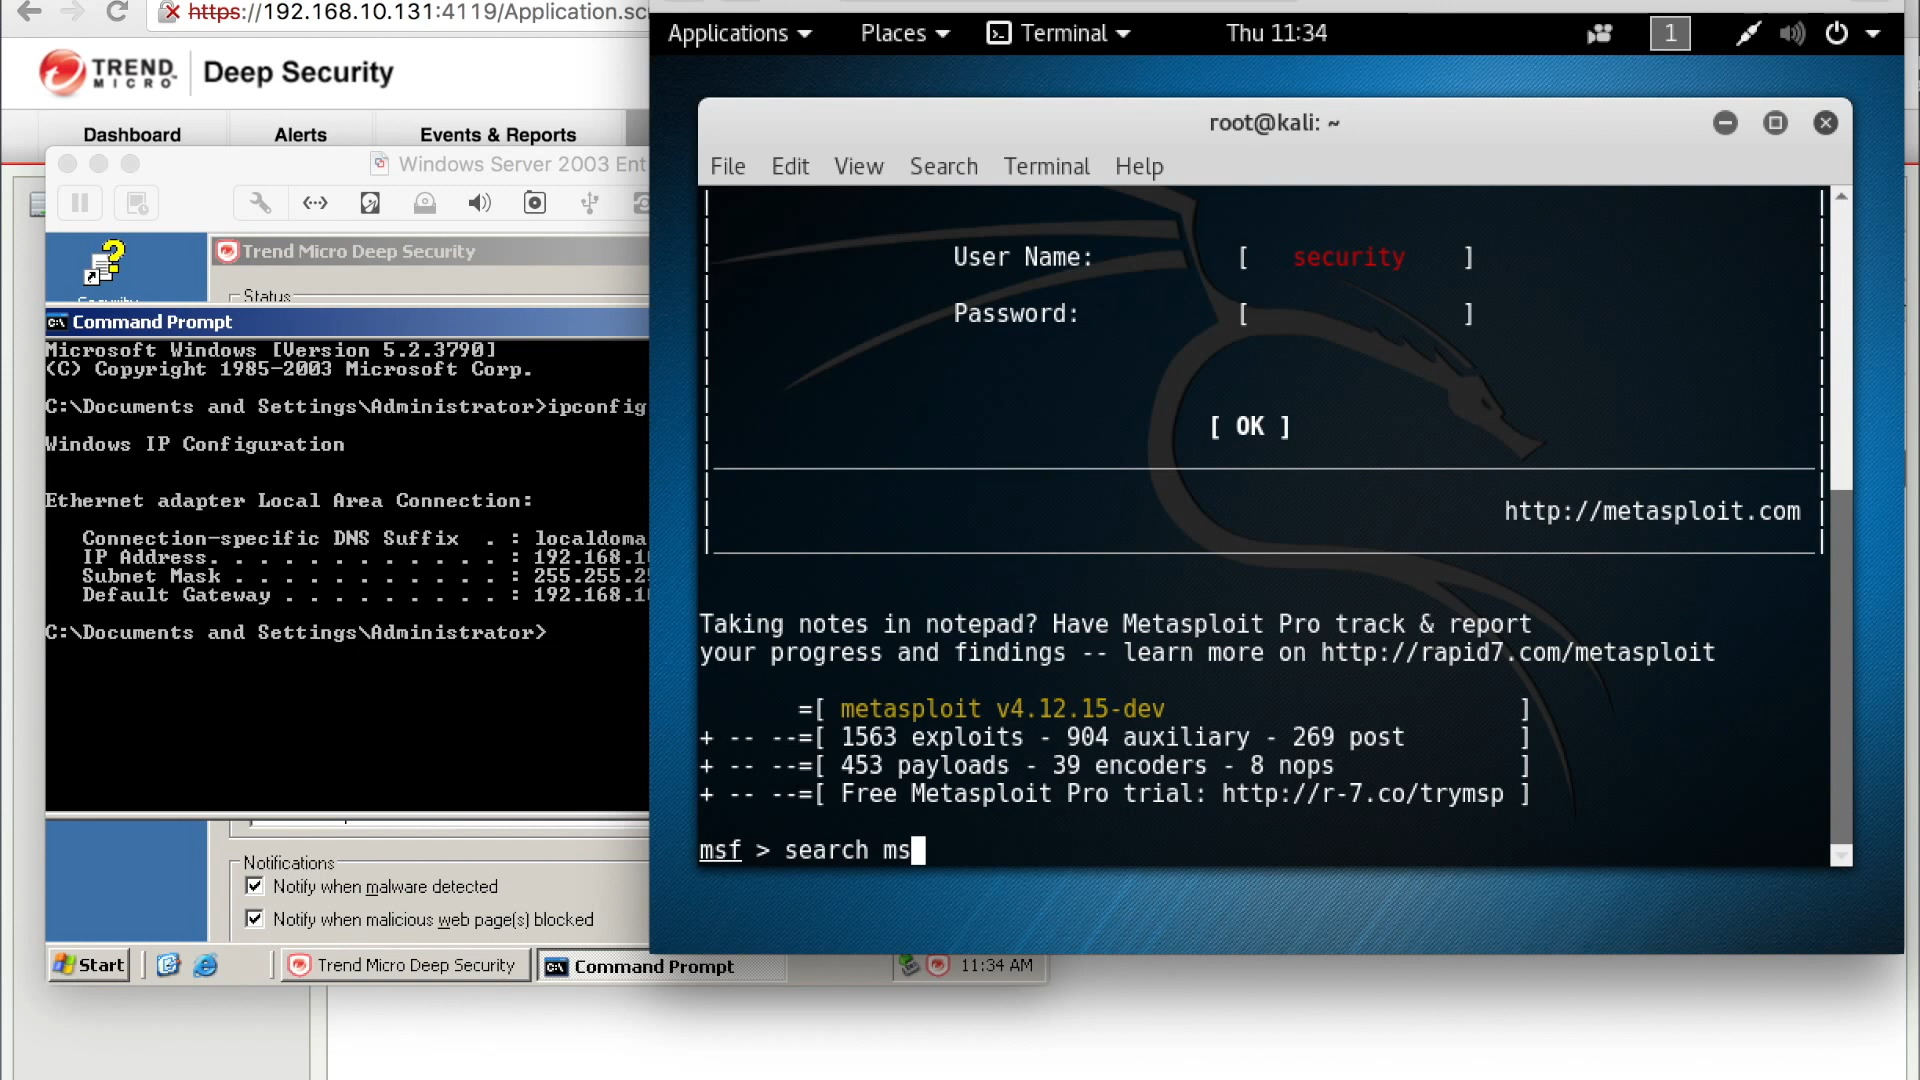 https://192.168.10.131:4119/Application.sc
TREND MICRO
Deep Security
Dashboard
Alerts
Events & Reports
Windows Server 2003 Ent
Trend Micro Deep Security
Security
Status
Command Prompt
Microsoft Windows [Version 5.2.3790]
(C) Copyright 1985-2003 Microsoft Corp.
C:\Documents and Settings\Administrator>ipconfig
Windows IP Configuration
Ethernet adapter Local Area Connection:
Connection-specific DNS Suffix . : localdoma
IP Address. . . . . . . . . . . . : 192.168.1
Subnet Mask . . . . . . . . . . . : 255.255.2
Default Gateway . . . . . . . . . : 192.168.1
C:\Documents and Settings\Administrator>
Notifications
Notify when malware detected
Notify when malicious web page(s) blocked
Start
Trend Micro Deep Security
Command Prompt
11:34 AM
Applications
Places
Terminal
Thu 11:34
1
root@kali: ~
File Edit View Search Terminal Help
User Name: [ security ]
Password: [ ]
[ OK ]
http://metasploit.com
Taking notes in notepad? Have Metasploit Pro track & report
your progress and findings -- learn more on http://rapid7.com/metasploit
=[ metasploit v4.12.15-dev ]
+ -- --=[ 1563 exploits - 904 auxiliary - 269 post ]
+ -- --=[ 453 payloads - 39 encoders - 8 nops ]
+ -- --=[ Free Metasploit Pro trial: http://r-7.co/trymsp ]
msf > search ms